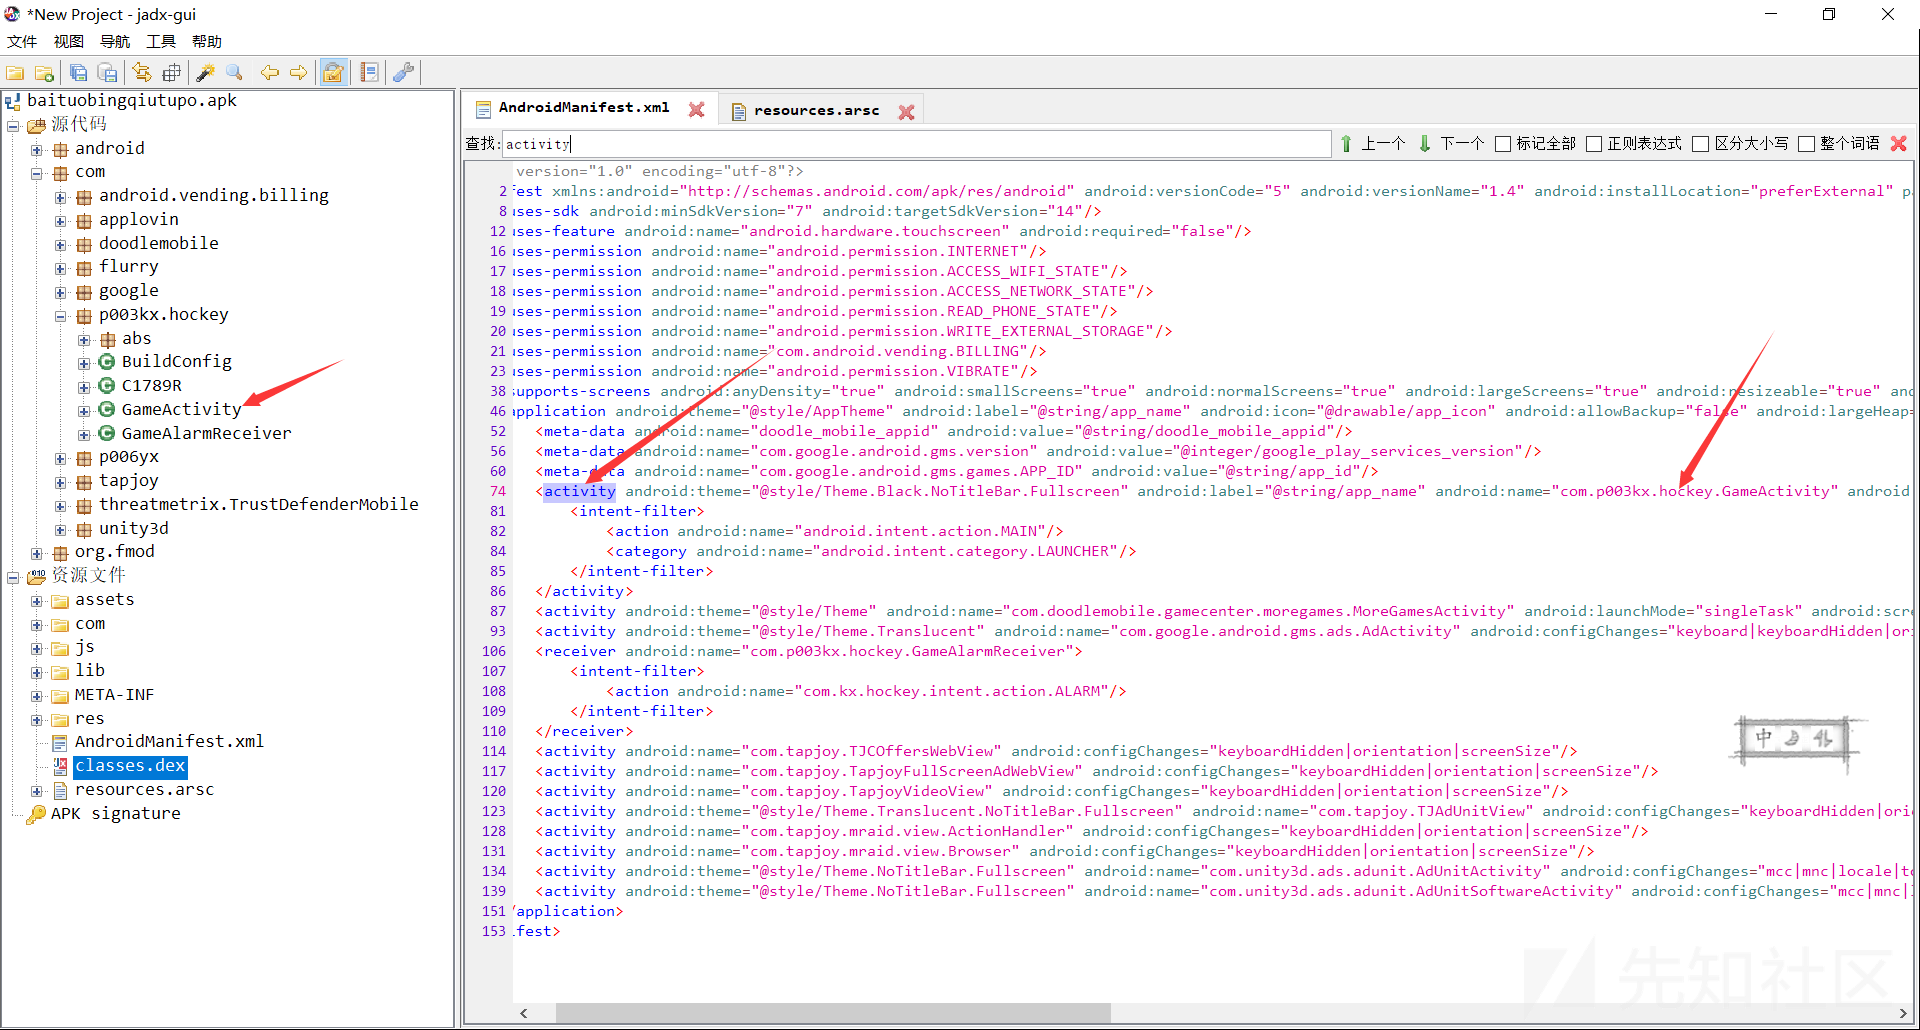 *New Project - jadx-gui
文件 视图 导航 工具 帮助
baituobingqiutupo.apk
源代码
android
com
android.vending.billing
applovin
doodlemobile
flurry
google
p003kx.hockey
abs
BuildConfig
C1789R
GameActivity
GameAlarmReceiver
p006yx
tapjoy
threatmetrix.TrustDefenderMobile
unity3d
org.fmod
资源文件
assets
com
js
lib
META-INF
res
AndroidManifest.xml
classes.dex
resources.arsc
APK signature
AndroidManifest.xml resources.arsc
查找: activity 上一个 下一个 标记全部 正则表达式 区分大小写 整个词语
version="1.0" encoding="utf-8"?>
2 fest xmlns:android="http://schemas.android.com/apk/res/android" android:versionCode="5" android:versionName="1.4" android:installLocation="preferExternal" p
8 uses-sdk android:minSdkVersion="7" android:targetSdkVersion="14"/>
12 uses-feature android:name="android.hardware.touchscreen" android:required="false"/>
16 uses-permission android:name="android.permission.INTERNET"/>
17 uses-permission android:name="android.permission.ACCESS_WIFI_STATE"/>
18 uses-permission android:name="android.permission.ACCESS_NETWORK_STATE"/>
19 uses-permission android:name="android.permission.READ_PHONE_STATE"/>
20 uses-permission android:name="android.permission.WRITE_EXTERNAL_STORAGE"/>
21 uses-permission android:name="com.android.vending.BILLING"/>
23 uses-permission android:name="android.permission.VIBRATE"/>
38 supports-screens android:anyDensity="true" android:smallScreens="true" android:normalScreens="true" android:largeScreens="true" android:resizeable="true" and
46 application android:theme="@style/AppTheme" android:label="@string/app_name" android:icon="@drawable/app_icon" android:allowBackup="false" android:largeHeap=
52 <meta-data android:name="doodle_mobile_appid" android:value="@string/doodle_mobile_appid"/>
56 <meta-data android:name="com.google.android.gms.version" android:value="@integer/google_play_services_version"/>
60 <meta-data android:name="com.google.android.gms.games.APP_ID" android:value="@string/app_id"/>
74 <activity android:theme="@style/Theme.Black.NoTitleBar.Fullscreen" android:label="@string/app_name" android:name="com.p003kx.hockey.GameActivity" android
81 <intent-filter>
82 <action android:name="android.intent.action.MAIN"/>
84 <category android:name="android.intent.category.LAUNCHER"/>
85 </intent-filter>
86 </activity>
87 <activity android:theme="@style/Theme" android:name="com.doodlemobile.gamecenter.moregames.MoreGamesActivity" android:launchMode="singleTask" android:scre
93 <activity android:theme="@style/Theme.Translucent" android:name="com.google.android.gms.ads.AdActivity" android:configChanges="keyboard|keyboardHidden|ori
106 <receiver android:name="com.p003kx.hockey.GameAlarmReceiver">
107 <intent-filter>
108 <action android:name="com.kx.hockey.intent.action.ALARM"/>
109 </intent-filter>
110 </receiver>
114 <activity android:name="com.tapjoy.TJCOffersWebView" android:configChanges="keyboardHidden|orientation|screenSize"/>
117 <activity android:name="com.tapjoy.TapjoyFullScreenAdWebView" android:configChanges="keyboardHidden|orientation|screenSize"/>
120 <activity android:name="com.tapjoy.TapjoyVideoView" android:configChanges="keyboardHidden|orientation|screenSize"/>
123 <activity android:theme="@style/Theme.Translucent.NoTitleBar.Fullscreen" android:name="com.tapjoy.TJAdUnitView" android:configChanges="keyboardHidden|ori
128 <activity android:name="com.tapjoy.mraid.view.ActionHandler" android:configChanges="keyboardHidden|orientation|screenSize"/>
131 <activity android:name="com.tapjoy.mraid.view.Browser" android:configChanges="keyboardHidden|orientation|screenSize"/>
134 <activity android:theme="@style/Theme.NoTitleBar.Fullscreen" android:name="com.unity3d.ads.adunit.AdUnitActivity" android:configChanges="mcc|mnc|locale|to
139 <activity android:theme="@style/Theme.NoTitleBar.Fullscreen" android:name="com.unity3d.ads.adunit.AdUnitSoftwareActivity" android:configChanges="mcc|mnc|l
151 /application>
153 ifest>
中
先知社区